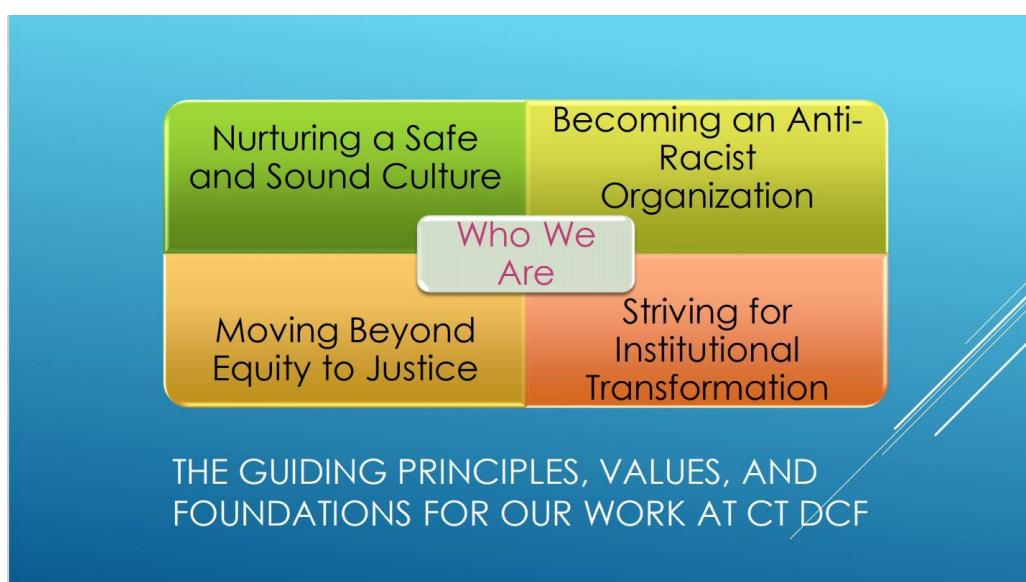 Nurturing a Safe
and Sound Culture
Becoming an Anti-
Racist
Organization
Who We
Are
Moving Beyond
Equity to Justice
Striving for
Institutional
Transformation
THE GUIDING PRINCIPLES, VALUES, AND
FOUNDATIONS FOR OUR WORK AT CT DCF